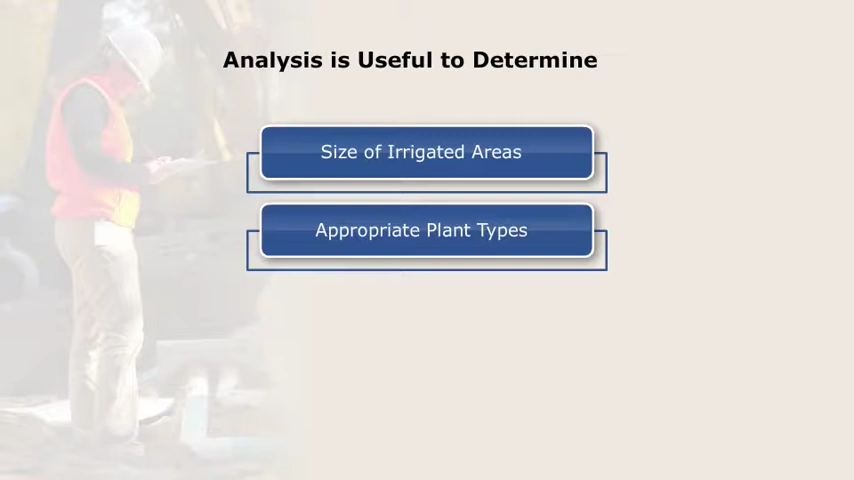 Analysis is Useful to Determine
Size of Irrigated Areas
Appropriate Plant Types